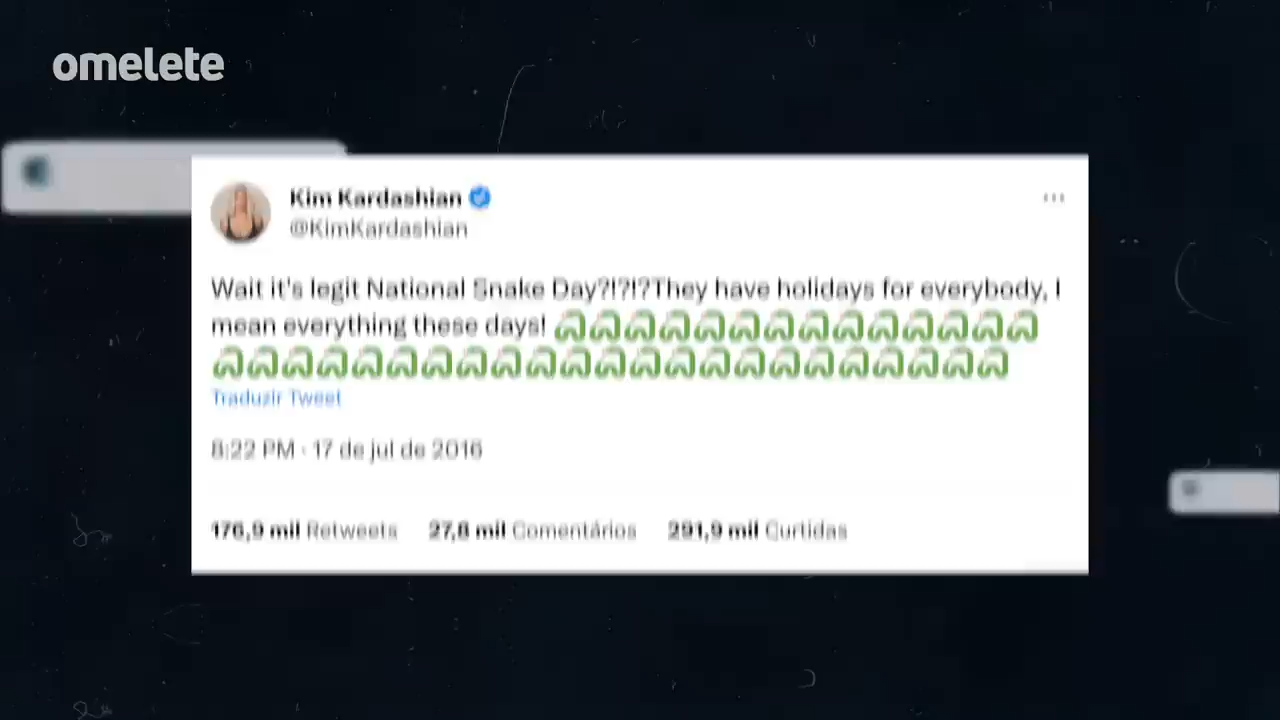 omelete
Kim Kardashian
@KimKardashian
Wait it's legit National Snake Day?!?!?They have holidays for everybody, I
mean everything these days! 🐍🐍🐍🐍🐍🐍🐍🐍🐍🐍🐍🐍🐍🐍
🐍🐍🐍🐍🐍🐍🐍🐍🐍🐍🐍🐍🐍🐍🐍🐍🐍🐍🐍🐍🐍🐍🐍
Traduzir Tweet
8:22 PM · 17 de jul de 2016
176,9 mil Retweets 27,8 mil Comentários 291,9 mil Curtidas